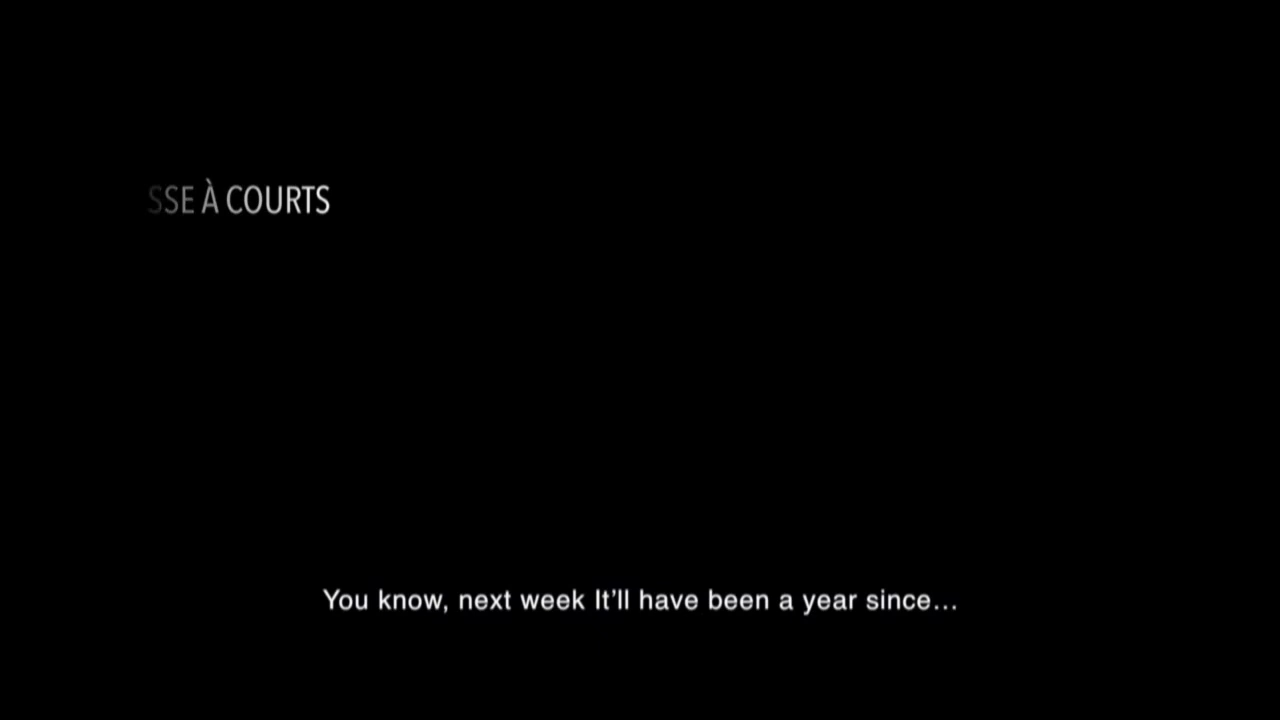 SSE À COURTS
You know, next week It’ll have been a year since…